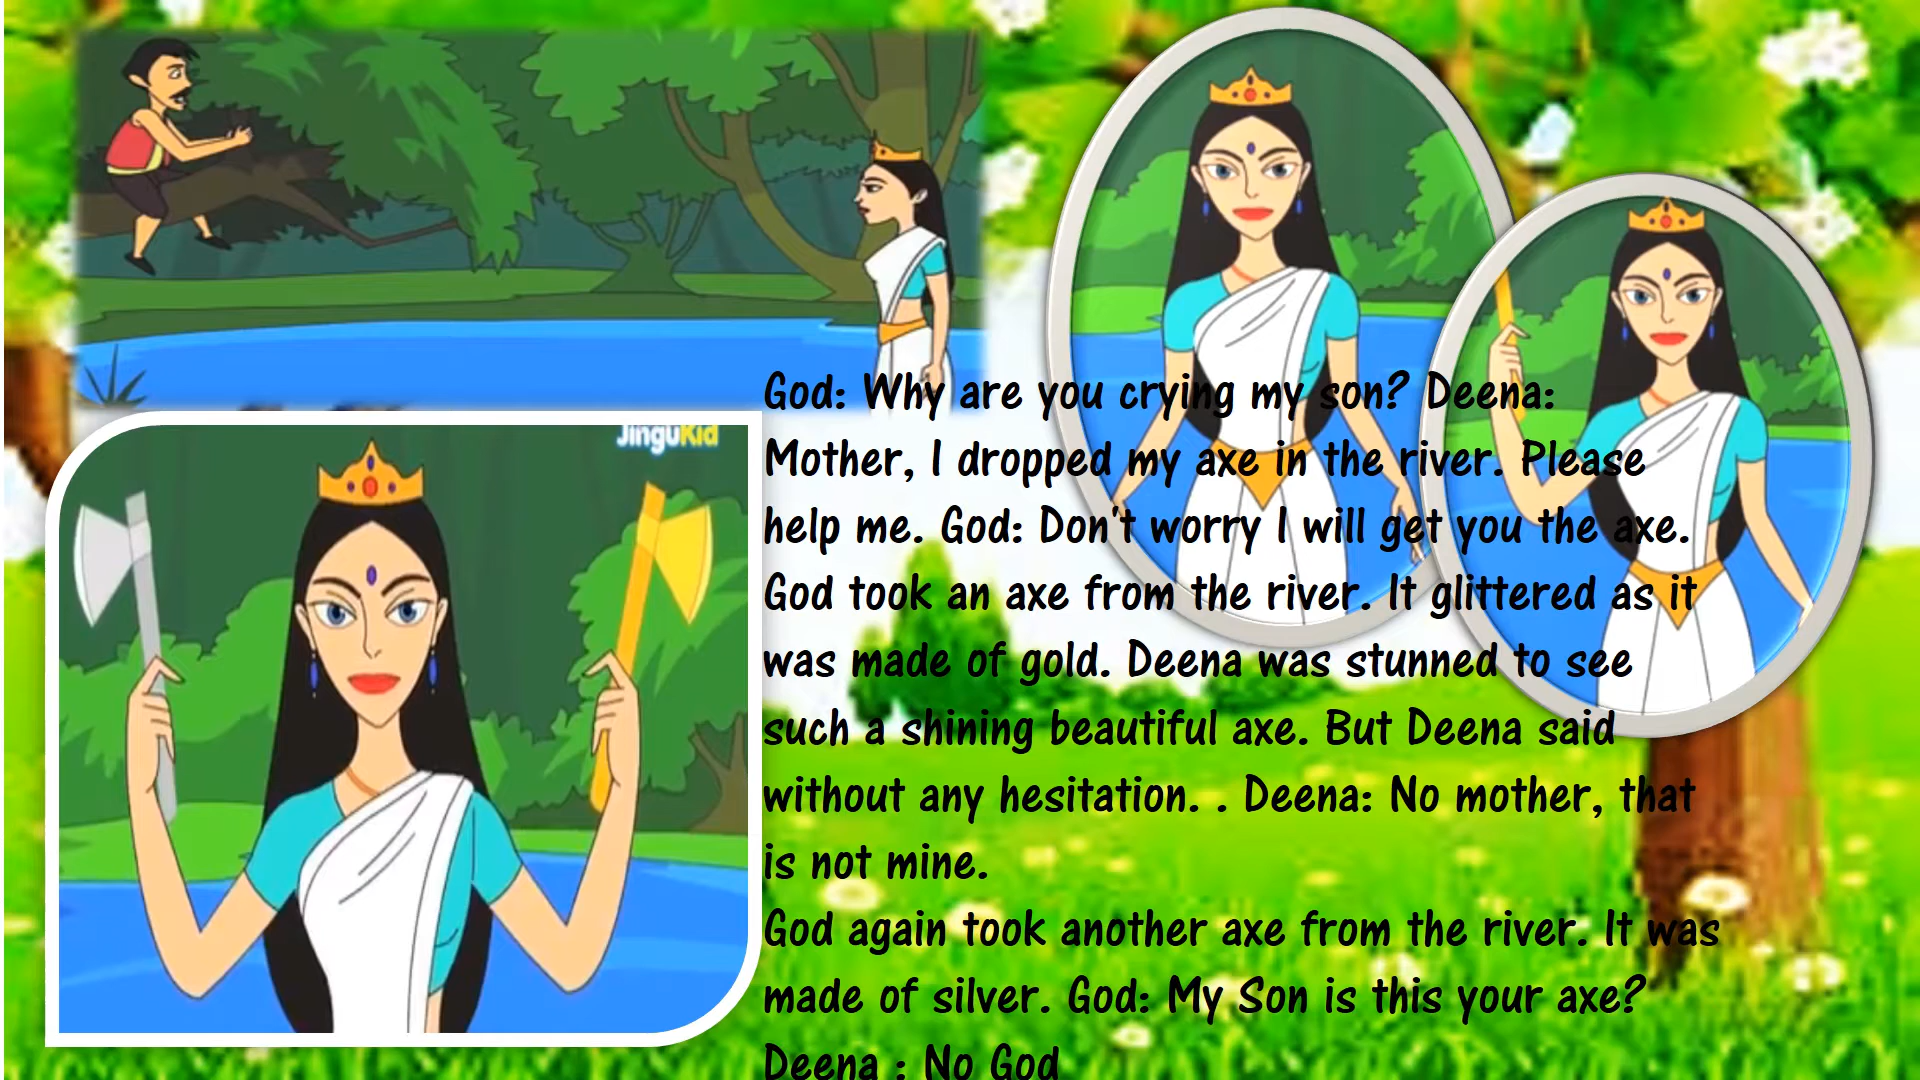 JinguKid
God: Why are you crying my son? Deena:
Mother, I dropped my axe in the river. Please
help me. God: Don't worry I will get you the axe.
God took an axe from the river. It glittered as it
was made of gold. Deena was stunned to see
such a shining beautiful axe. But Deena said
without any hesitation. . Deena: No mother, that
is not mine.
God again took another axe from the river. It was
made of silver. God: My Son is this your axe?
Deena : No God